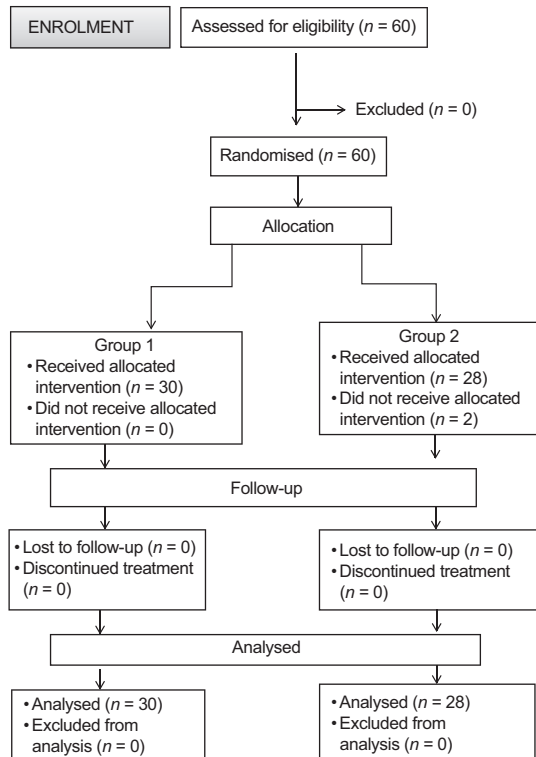 ENROLMENT
Assessed for eligibility (n = 60)
Excluded (n = 0)
Randomised (n = 60)
Allocation
Group 1
• Received allocated
intervention (n = 30)
• Did not receive allocated
intervention (n = 0)
Group 2
• Received allocated
intervention (n = 28)
• Did not receive allocated
intervention (n = 2)
Follow-up
• Lost to follow-up (n = 0)
• Discontinued treatment
(n = 0)
• Lost to follow-up (n = 0)
• Discontinued treatment
(n = 0)
Analysed
• Analysed (n = 30)
• Excluded from
analysis (n = 0)
• Analysed (n = 28)
• Excluded from
analysis (n = 0)